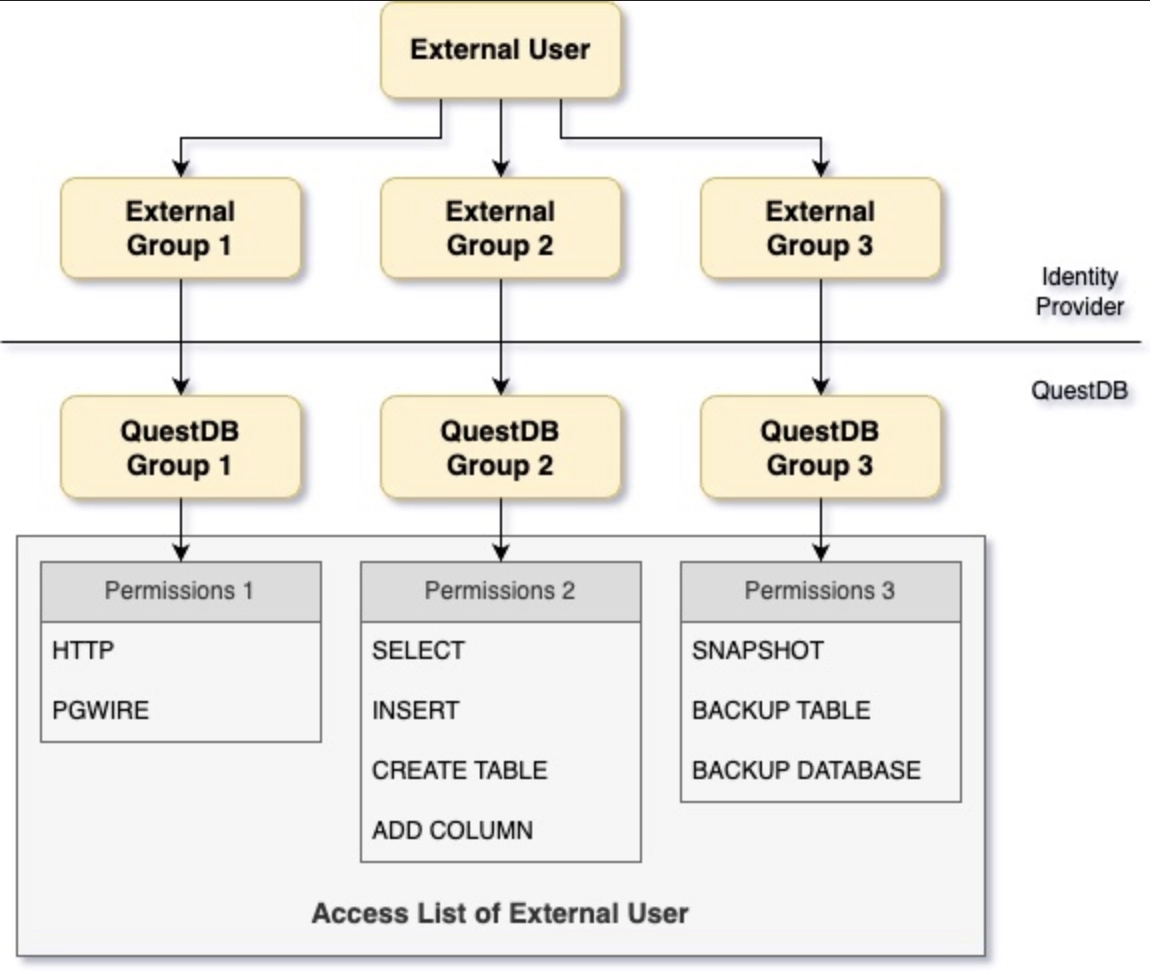 External User
External
Group 1
External
Group 2
External
Group 3
Identity
Provider
QuestDB
QuestDB
Group 1
QuestDB
Group 2
QuestDB
Group 3
Permissions 1
HTTP
PGWIRE
Permissions 2
SELECT
INSERT
CREATE TABLE
ADD COLUMN
Permissions 3
SNAPSHOT
BACKUP TABLE
BACKUP DATABASE
Access List of External User